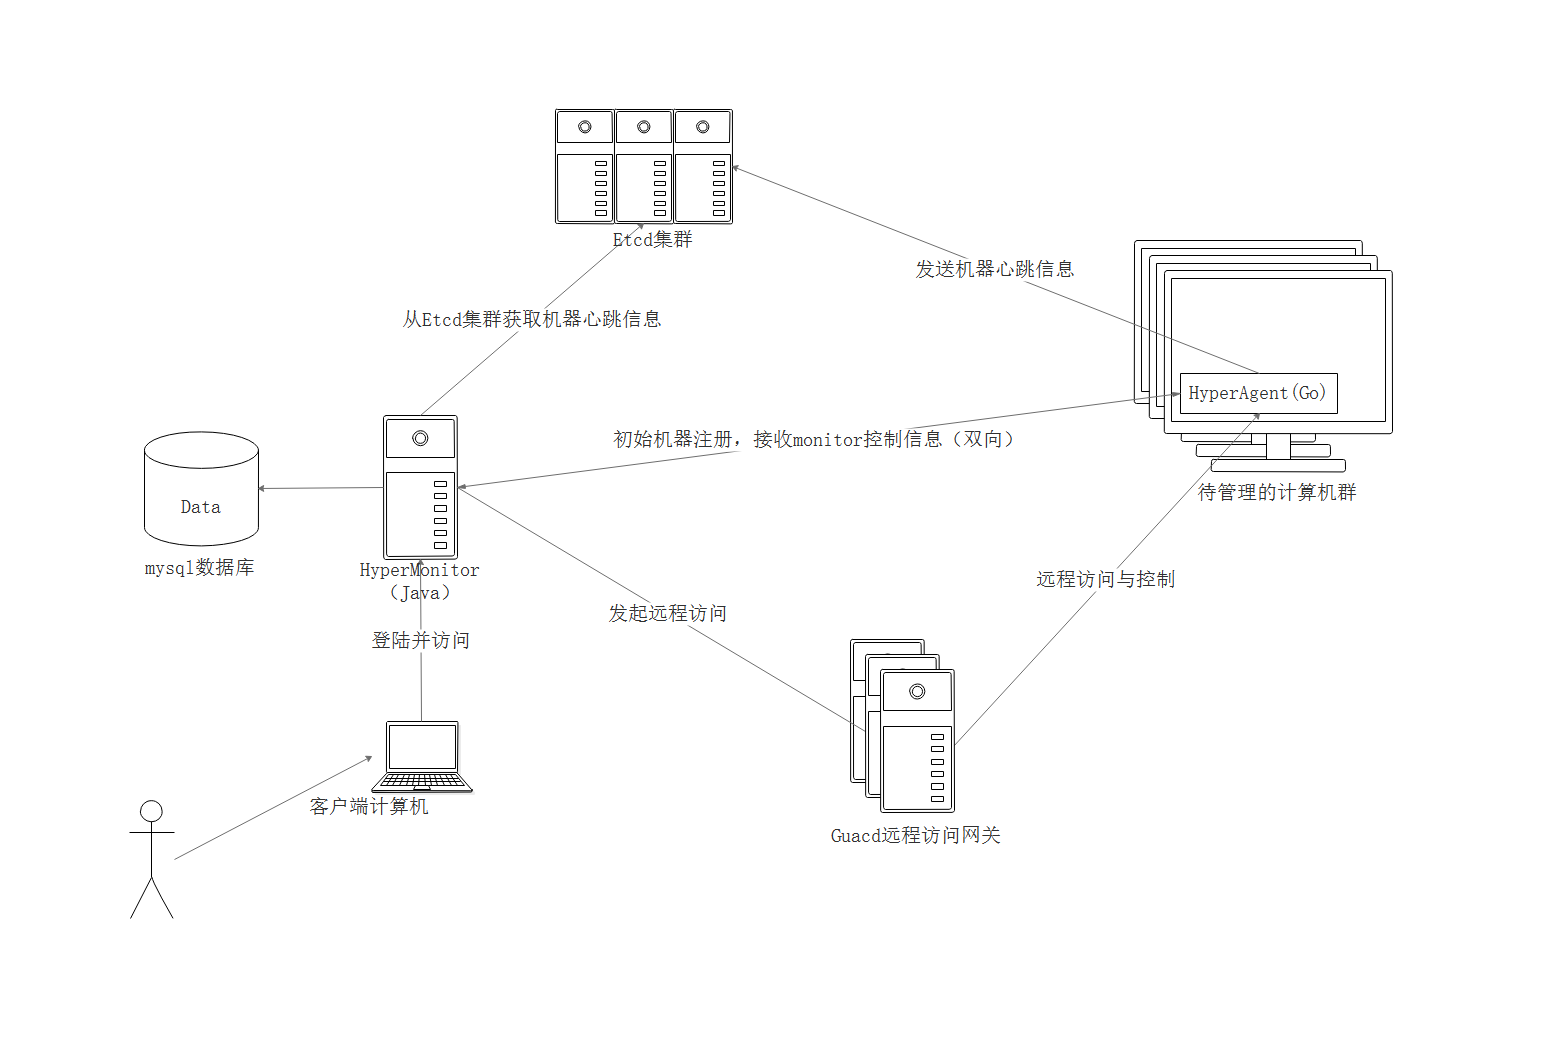 Etcd集群
发送机器心跳信息
从Etcd集群获取机器心跳信息
HyperAgent(Go)
初始机器注册，接收monitor控制信息（双向）
待管理的计算机群
Data
mysql数据库
HyperMonitor
（Java）
远程访问与控制
发起远程访问
登陆并访问
客户端计算机
Guacd远程访问网关